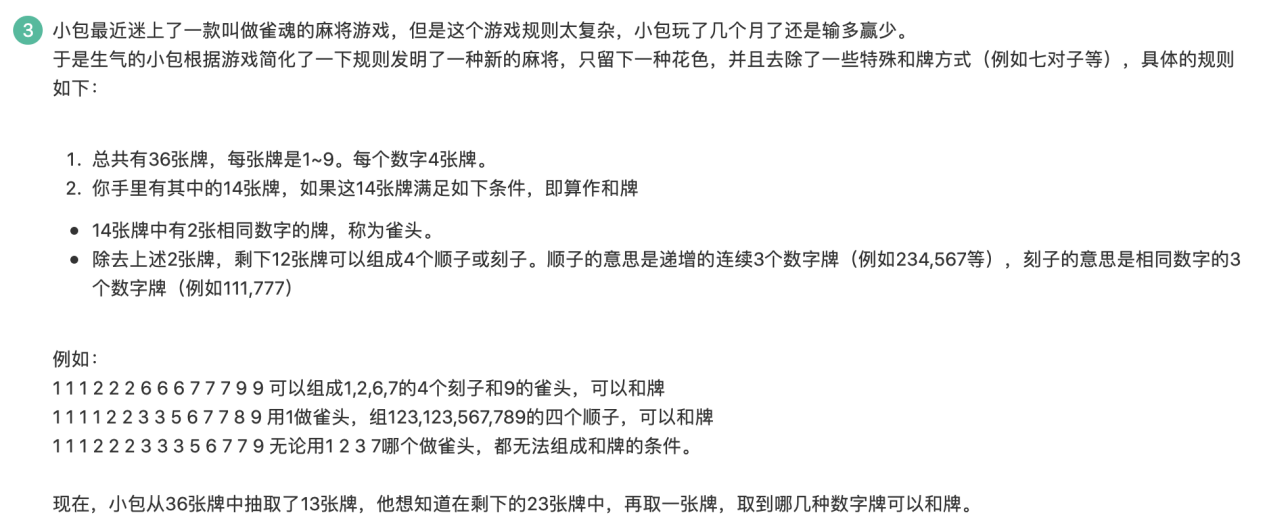 3 小包最近迷上了一款叫做雀魂的麻将游戏，但是这个游戏规则太复杂，小包玩了几个月了还是输多赢少。
于是生气的小包根据游戏简化了一下规则发明了一种新的麻将，只留下一种花色，并且去除了一些特殊和牌方式（例如七对子等），具体的规则
如下：
1. 总共有36张牌，每张牌是1~9。每个数字4张牌。
2. 你手里有其中的14张牌，如果这14张牌满足如下条件，即算作和牌
• 14张牌中有2张相同数字的牌，称为雀头。
• 除去上述2张牌，剩下12张牌可以组成4个顺子或刻子。顺子的意思是递增的连续3个数字牌（例如234,567等），刻子的意思是相同数字的3
个数字牌（例如111,777）
例如：
1 1 1 2 2 2 6 6 6 7 7 7 9 9 可以组成1,2,6,7的4个刻子和9的雀头，可以和牌
1 1 1 1 2 2 3 3 5 6 7 7 8 9 用1做雀头，组123,123,567,789的四个顺子，可以和牌
1 1 1 2 2 2 3 3 3 5 6 7 7 9 无论用1 2 3 7哪个做雀头，都无法组成和牌的条件。
现在，小包从36张牌中抽取了13张牌，他想知道在剩下的23张牌中，再取一张牌，取到哪几种数字牌可以和牌。